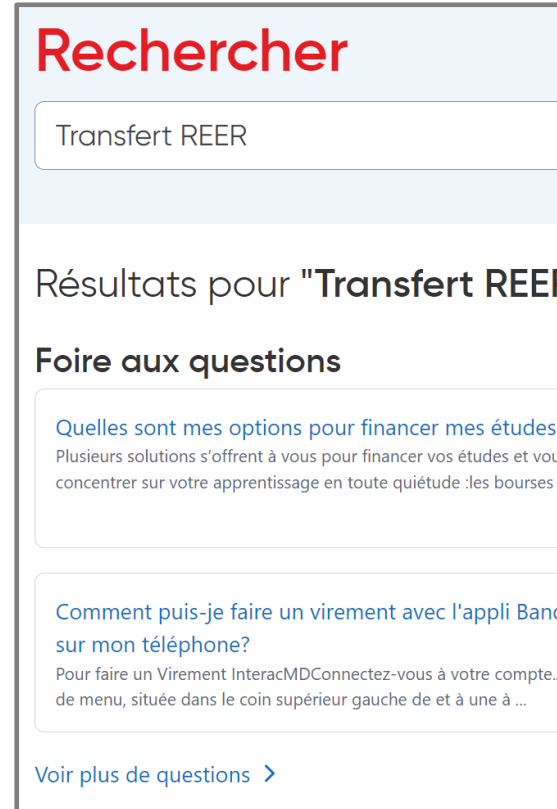 Rechercher
Transfert REER
Résultats pour "Transfert REER
Foire aux questions
Quelles sont mes options pour financer mes études
Plusieurs solutions s'offrent à vous pour financer vos études et vou
concentrer sur votre apprentissage en toute quiétude :les bourses
Comment puis-je faire un virement avec l'appli Banc
sur mon téléphone?
Pour faire un Virement InteracMDConnectez-vous à votre compte..
de menu, située dans le coin supérieur gauche de et à une à ...
Voir plus de questions